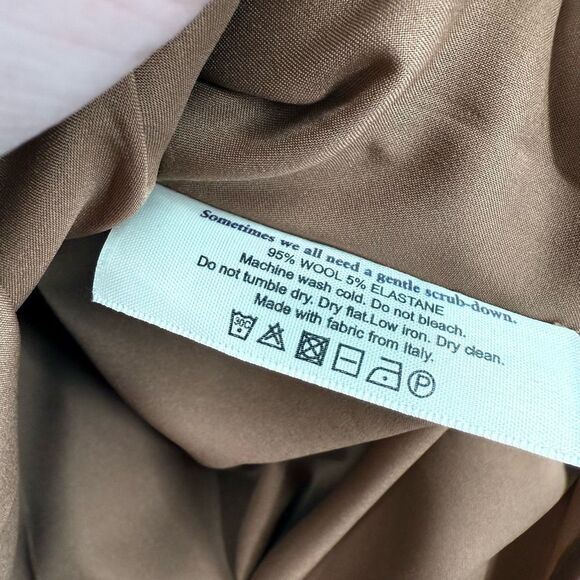 Sometimes we all need a gentle scrub-down.
95% WOOL 5% ELASTANE
Machine wash cold. Do not bleach.
Do not tumble dry. Dry flat.Low iron. Dry clean.
Made with fabric from Italy.
30C P